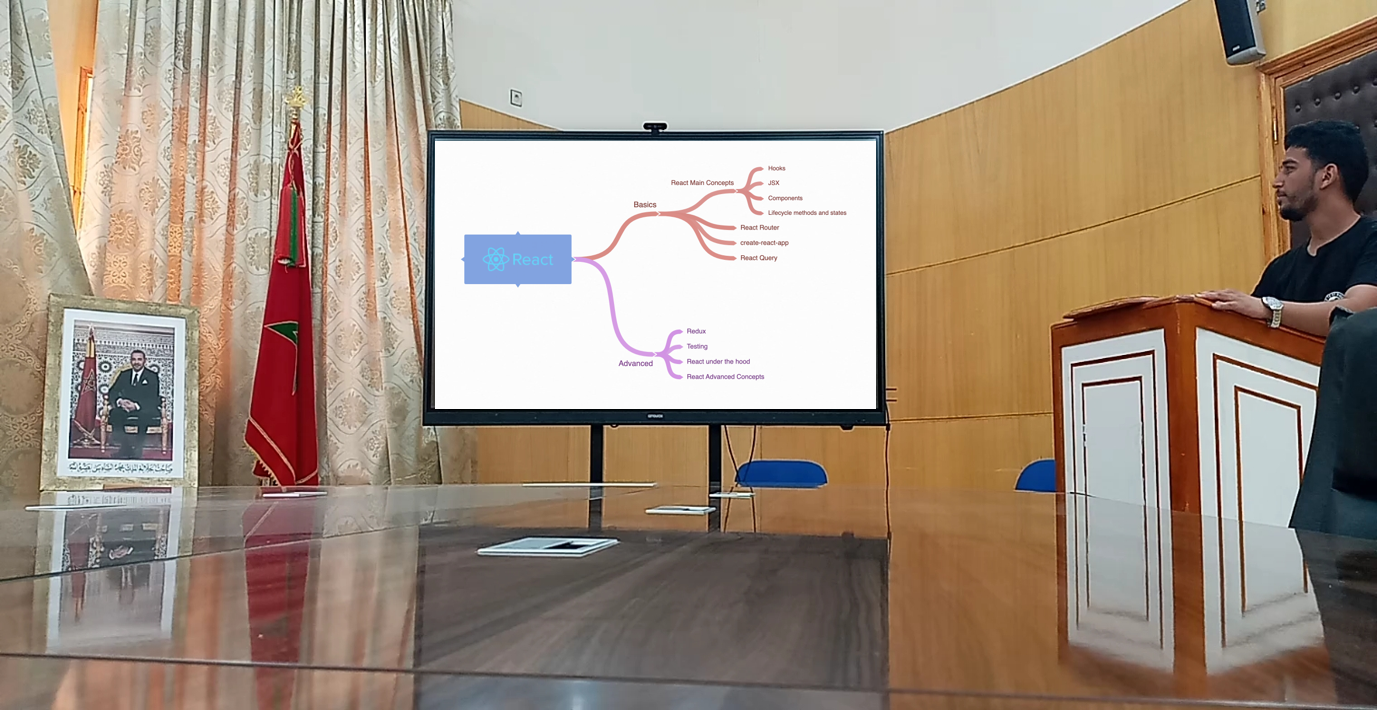 React
Basics
React Main Concepts
Hooks
JSX
Components
Lifecycle methods and states
React Router
create-react-app
React Query
Advanced
Redux
Testing
React under the hood
React Advanced Concepts